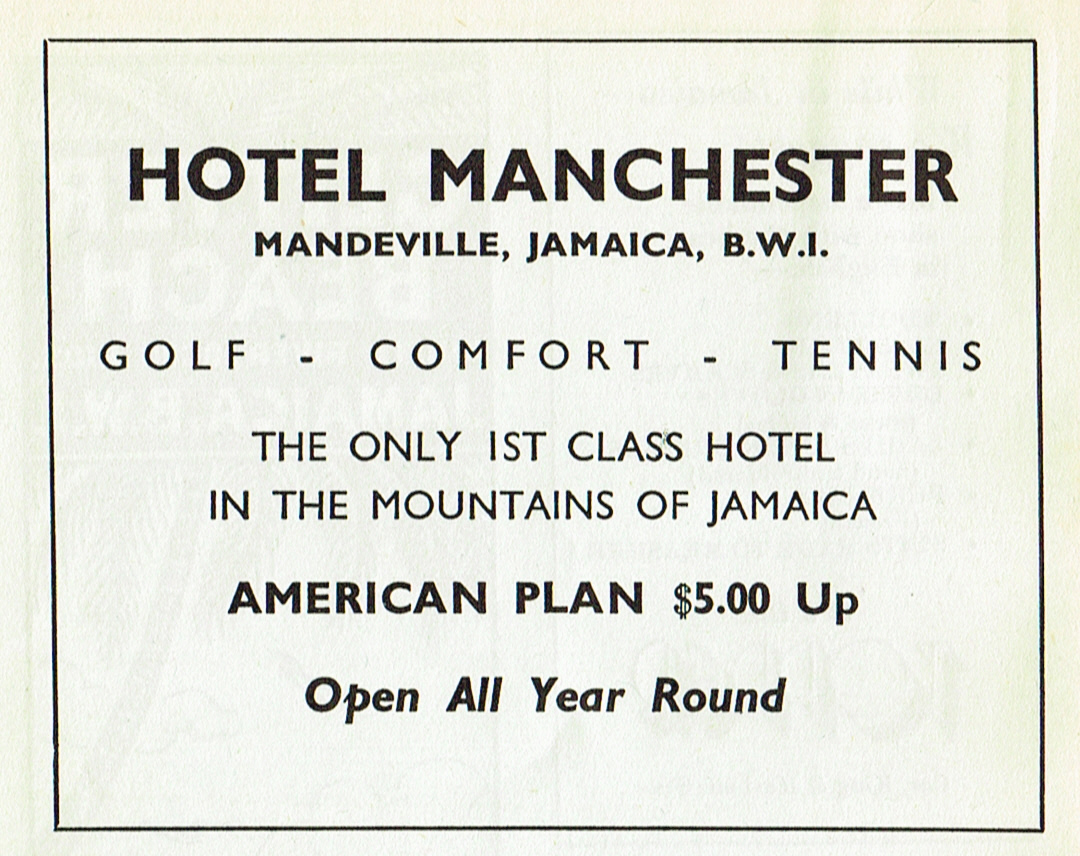 HOTEL MANCHESTER
MANDEVILLE, JAMAICA, B.W.I.
GOLF - COMFORT - TENNIS
THE ONLY 1ST CLASS HOTEL
IN THE MOUNTAINS OF JAMAICA
AMERICAN PLAN $5.00 Up
Open All Year Round